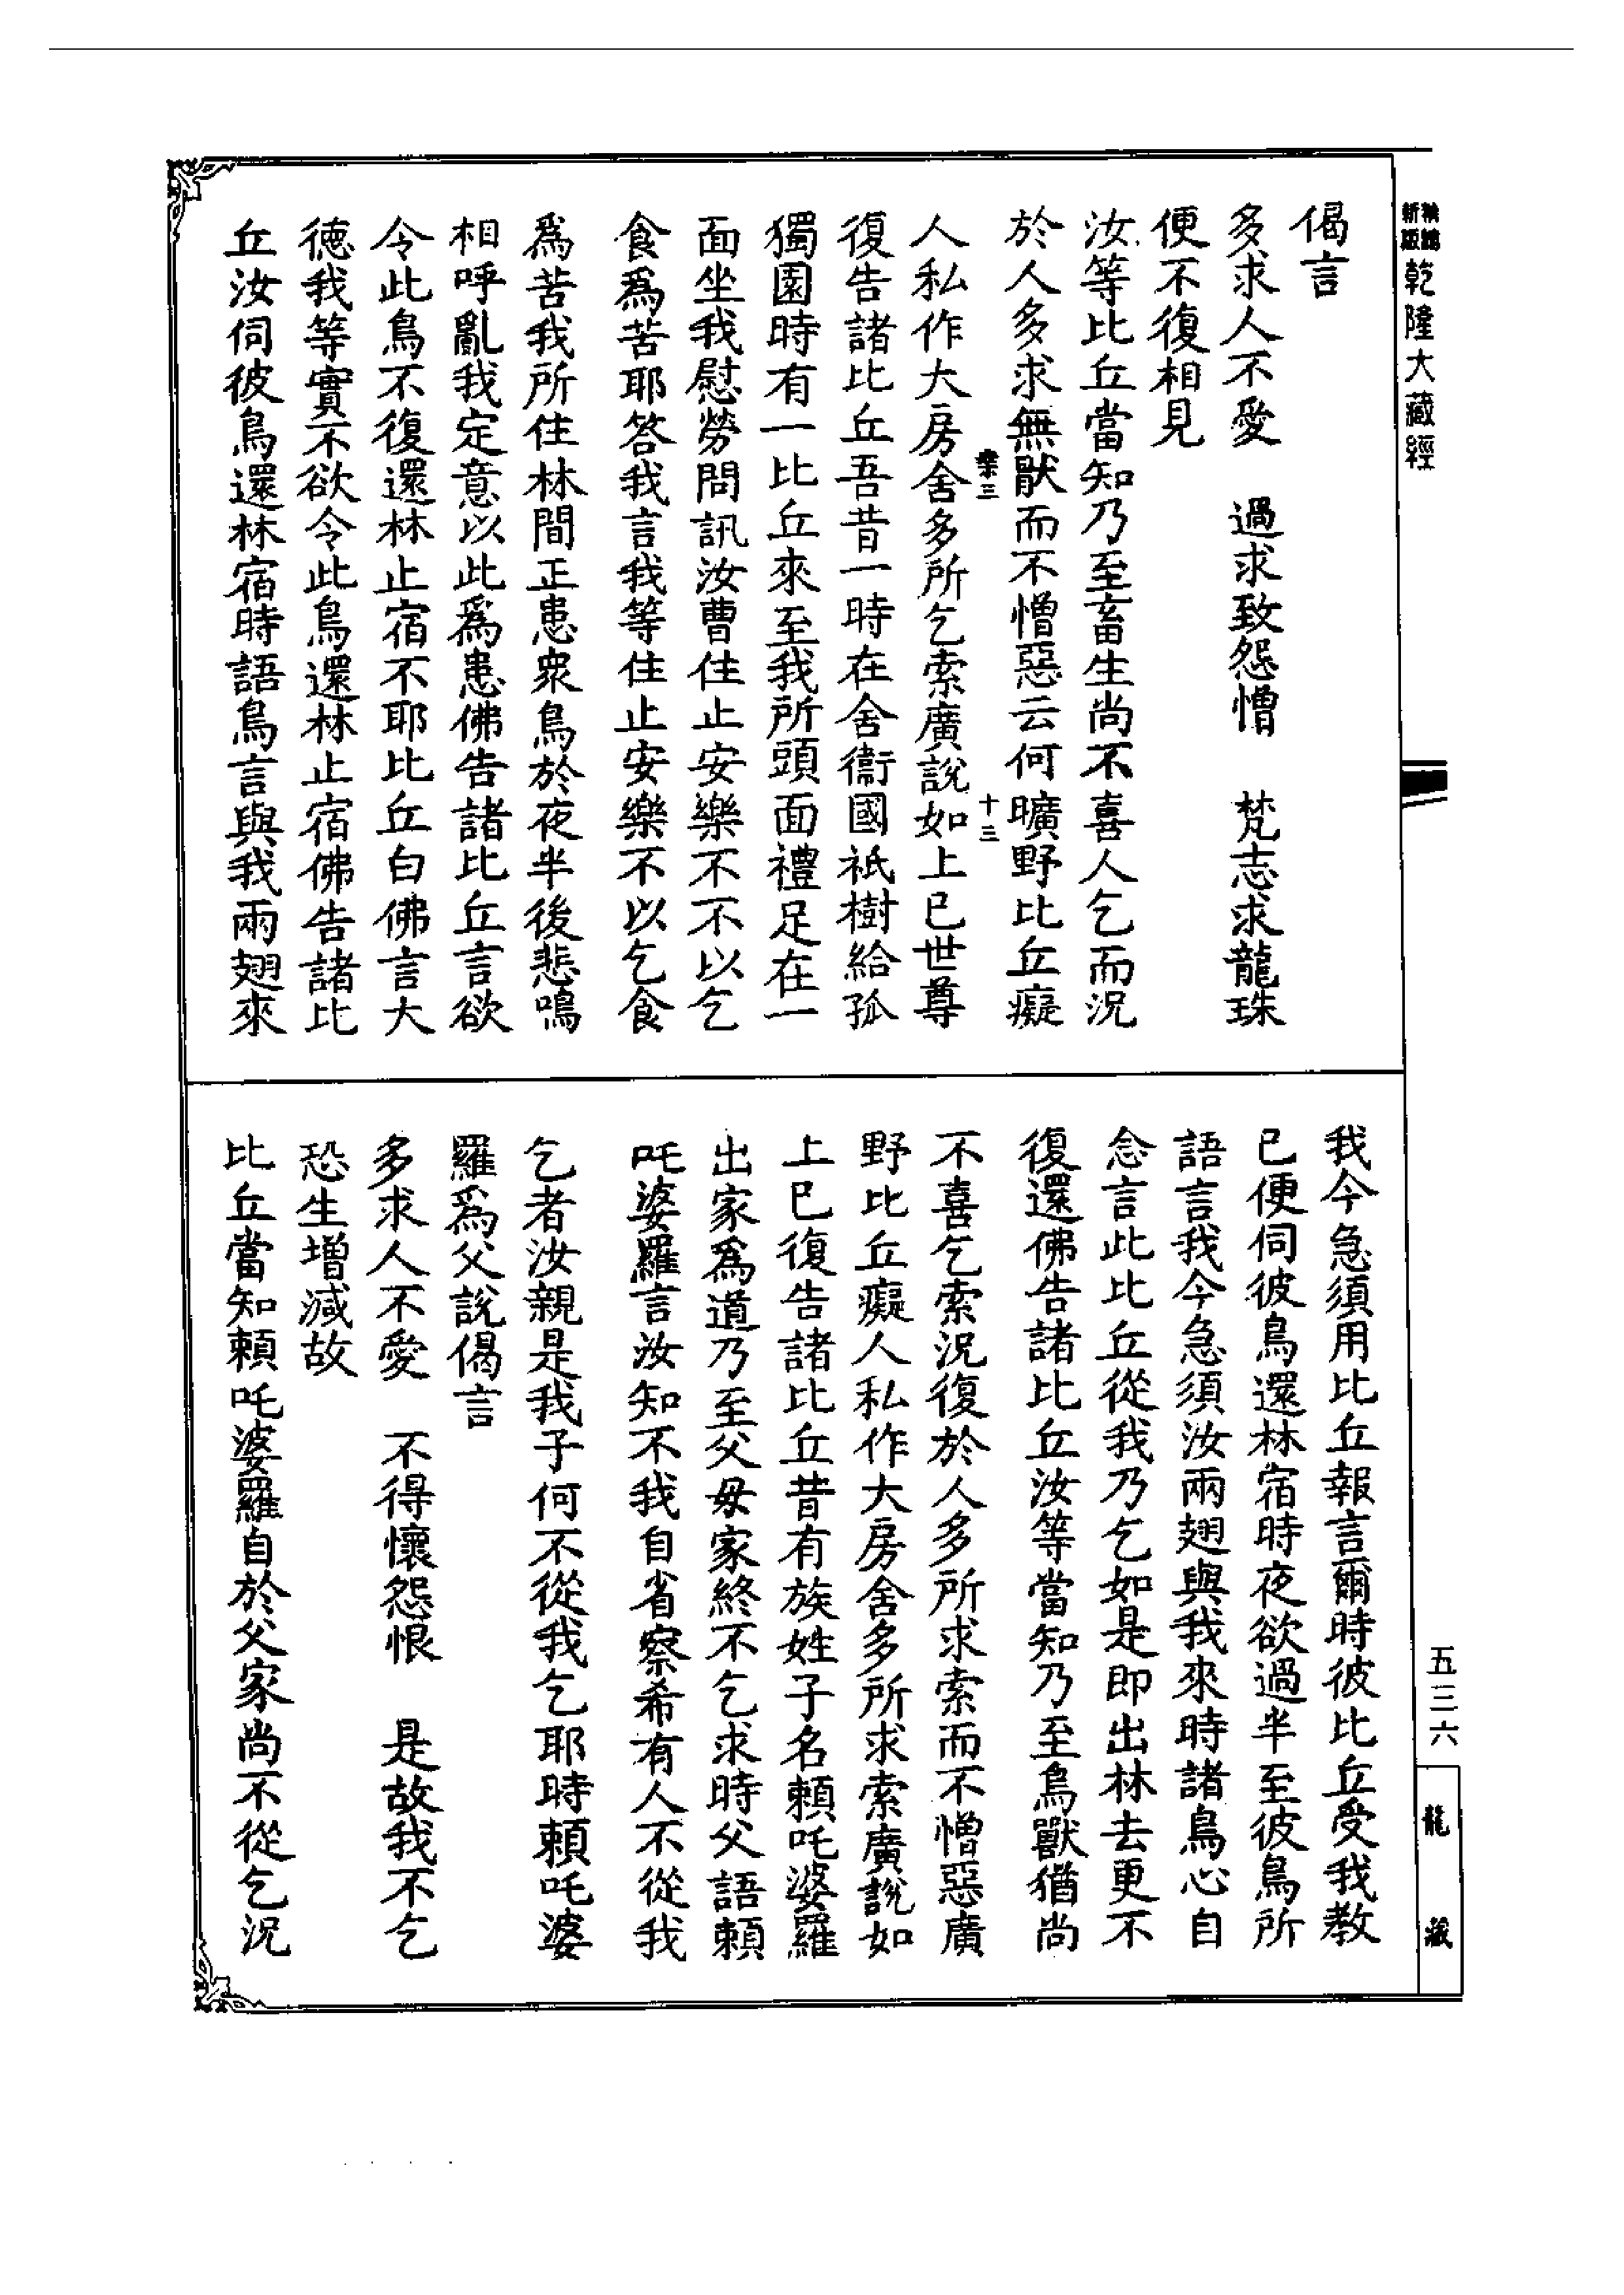 新版精縮乾隆大藏經
偈言
多求人不愛　過求致怨憎　梵志求龍珠
便不復相見
汝等比丘當知乃至畜生尚不喜人乞而況
於人多求無猒而不憎惡云何曠野比丘癡
人私作大房舍多所乞索廣說如上已世尊
復告諸比丘吾昔一時在舍衞國祇樹給孤
獨園時有一比丘來至我所頭面禮足在一
面坐我慰勞問訊汝曹住止安樂不不以乞
食爲苦耶答我言我等住止安樂不以乞食
爲苦我所住林間正患衆鳥於夜半後悲鳴
相呼亂我定意以此爲患佛告諸比丘言欲
令此鳥不復還林止宿不耶比丘白佛言大
德我等實不欲令此鳥還林止宿佛告諸比
丘汝伺彼鳥還林宿時語鳥言與我兩翅來
我今急須用比丘報言爾時彼比丘受我教
已便伺彼鳥還林宿時夜欲過半至彼鳥所
語言我今急須汝兩翅與我來時諸鳥心自
念言此比丘從我乃乞如是即出林去更不
復還佛告諸比丘汝等當知乃至鳥獸猶尚
不喜乞索況復於人多所求索而不憎惡廣
野比丘癡人私作大房舍多所求索廣說如
上已復告諸比丘昔有族姓子名賴吒婆羅
出家爲道乃至父母家終不乞求時父語賴
吒婆羅言汝知不我自省察希有人不從我
乞者汝親是我子何不從我乞耶時賴吒婆
羅爲父說偈言
多求人不愛　不得懷怨恨　是故我不乞
恐生增減故
比丘當知賴吒婆羅自於父家尚不從乞況
十三
五三六
龍藏